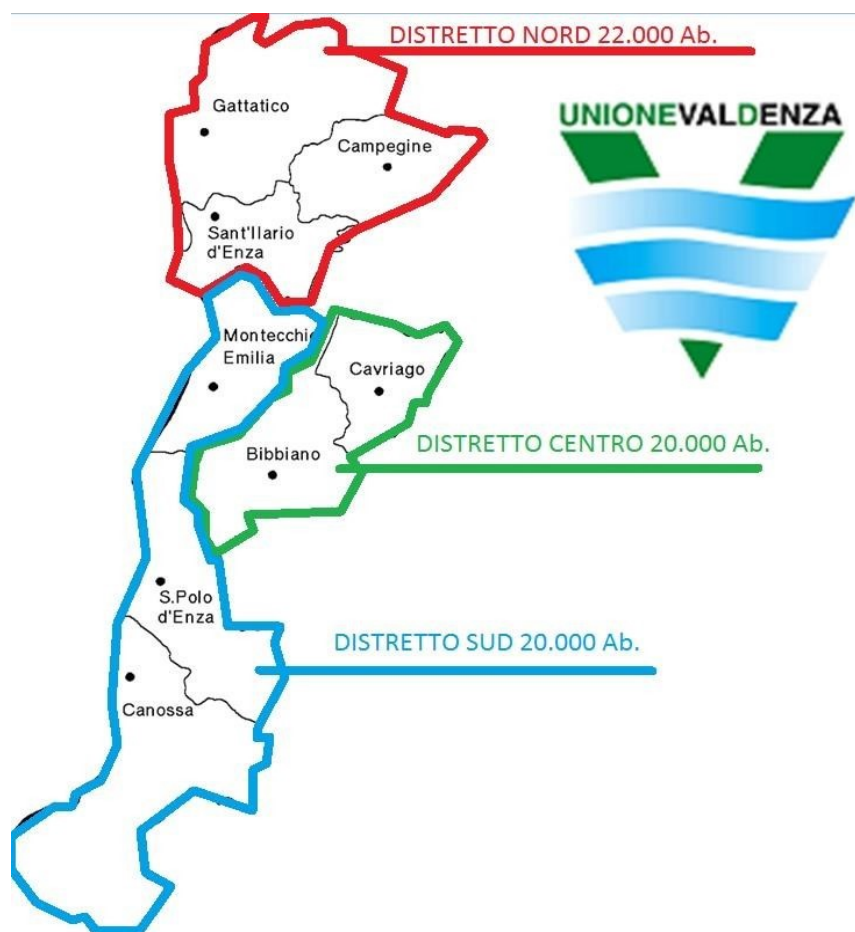 DISTRETTO NORD 22.000 Ab.
Gattatico
UNIONEVALDENZA
Campegine
Sant'Ilario
d'Enza
Montecchio
Emilia
Cavriago
DISTRETTO CENTRO 20.000 Ab.
Bibbiano
S.Polo
d'Enza
DISTRETTO SUD 20.000 Ab.
Canossa